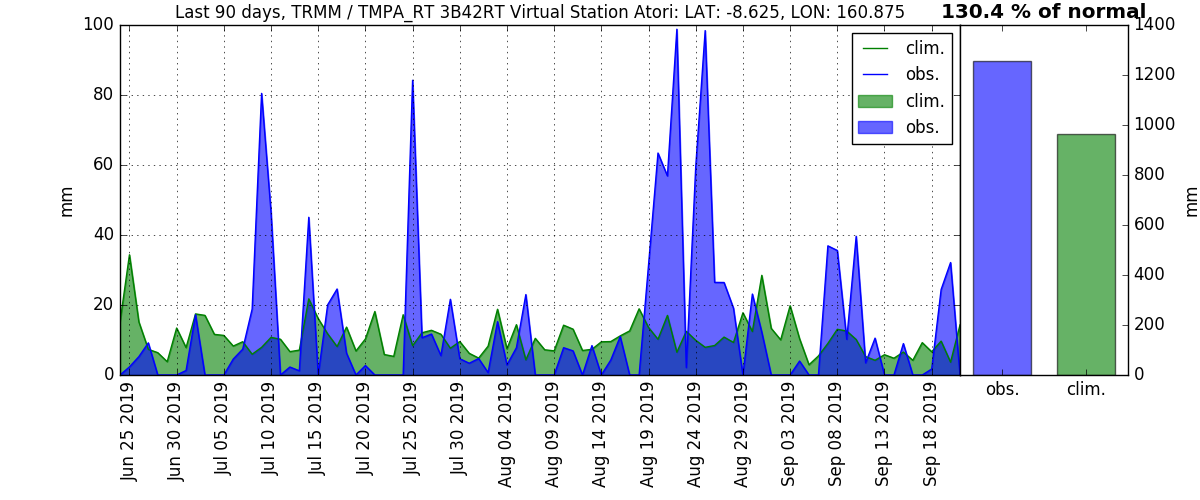 Last 90 days, TRMM / TMPA_RT 3B42RT Virtual Station Atori: LAT: -8.625, LON: 160.875
130.4 % of normal
100
80
60
40
20
0
mm
clim.
obs.
clim.
obs.
1400
1200
1000
800
600
400
200
0
mm
Jun 25 2019
Jun 30 2019
Jul 05 2019
Jul 10 2019
Jul 15 2019
Jul 20 2019
Jul 25 2019
Jul 30 2019
Aug 04 2019
Aug 09 2019
Aug 14 2019
Aug 19 2019
Aug 24 2019
Aug 29 2019
Sep 03 2019
Sep 08 2019
Sep 13 2019
Sep 18 2019
obs.
clim.